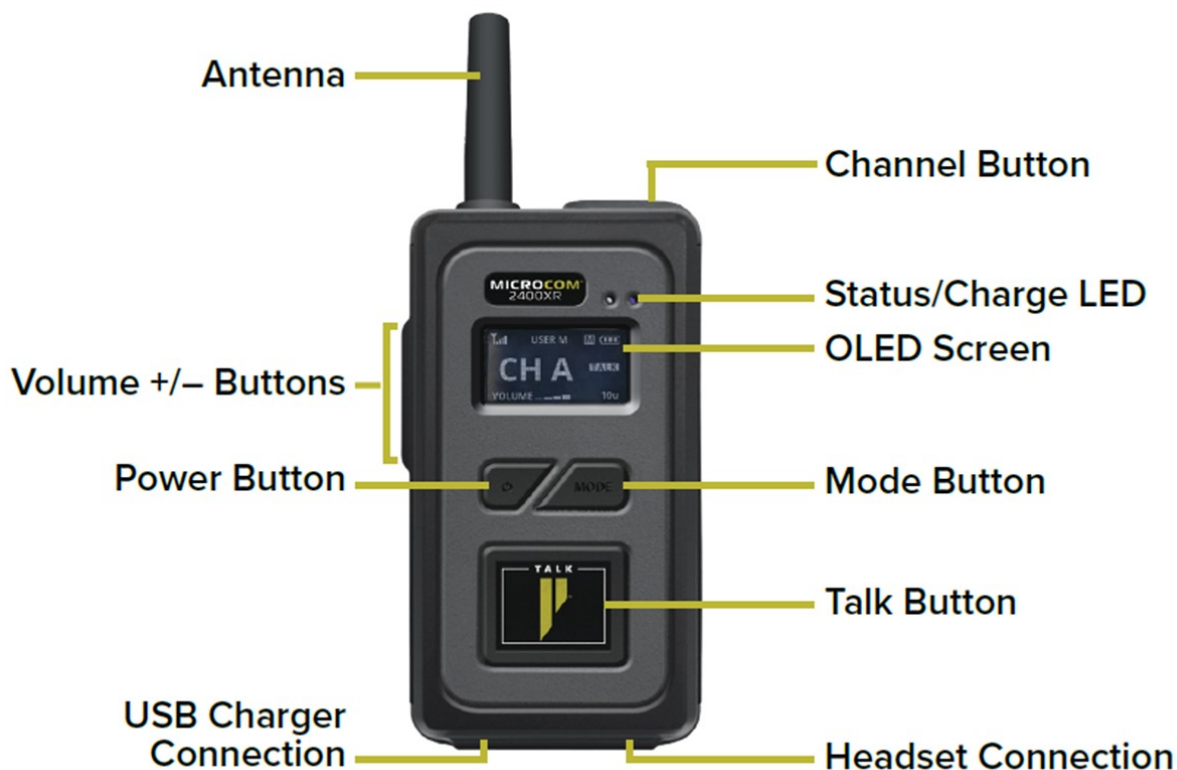 Antenna
Channel Button
MICROCOM
2400XR
Status/Charge LED
USER M
OLED Screen
CH A
TALK
Volume +/– Buttons
VOLUME
10u
Power Button
MODE
Mode Button
TALK
Talk Button
USB Charger
Connection
Headset Connection